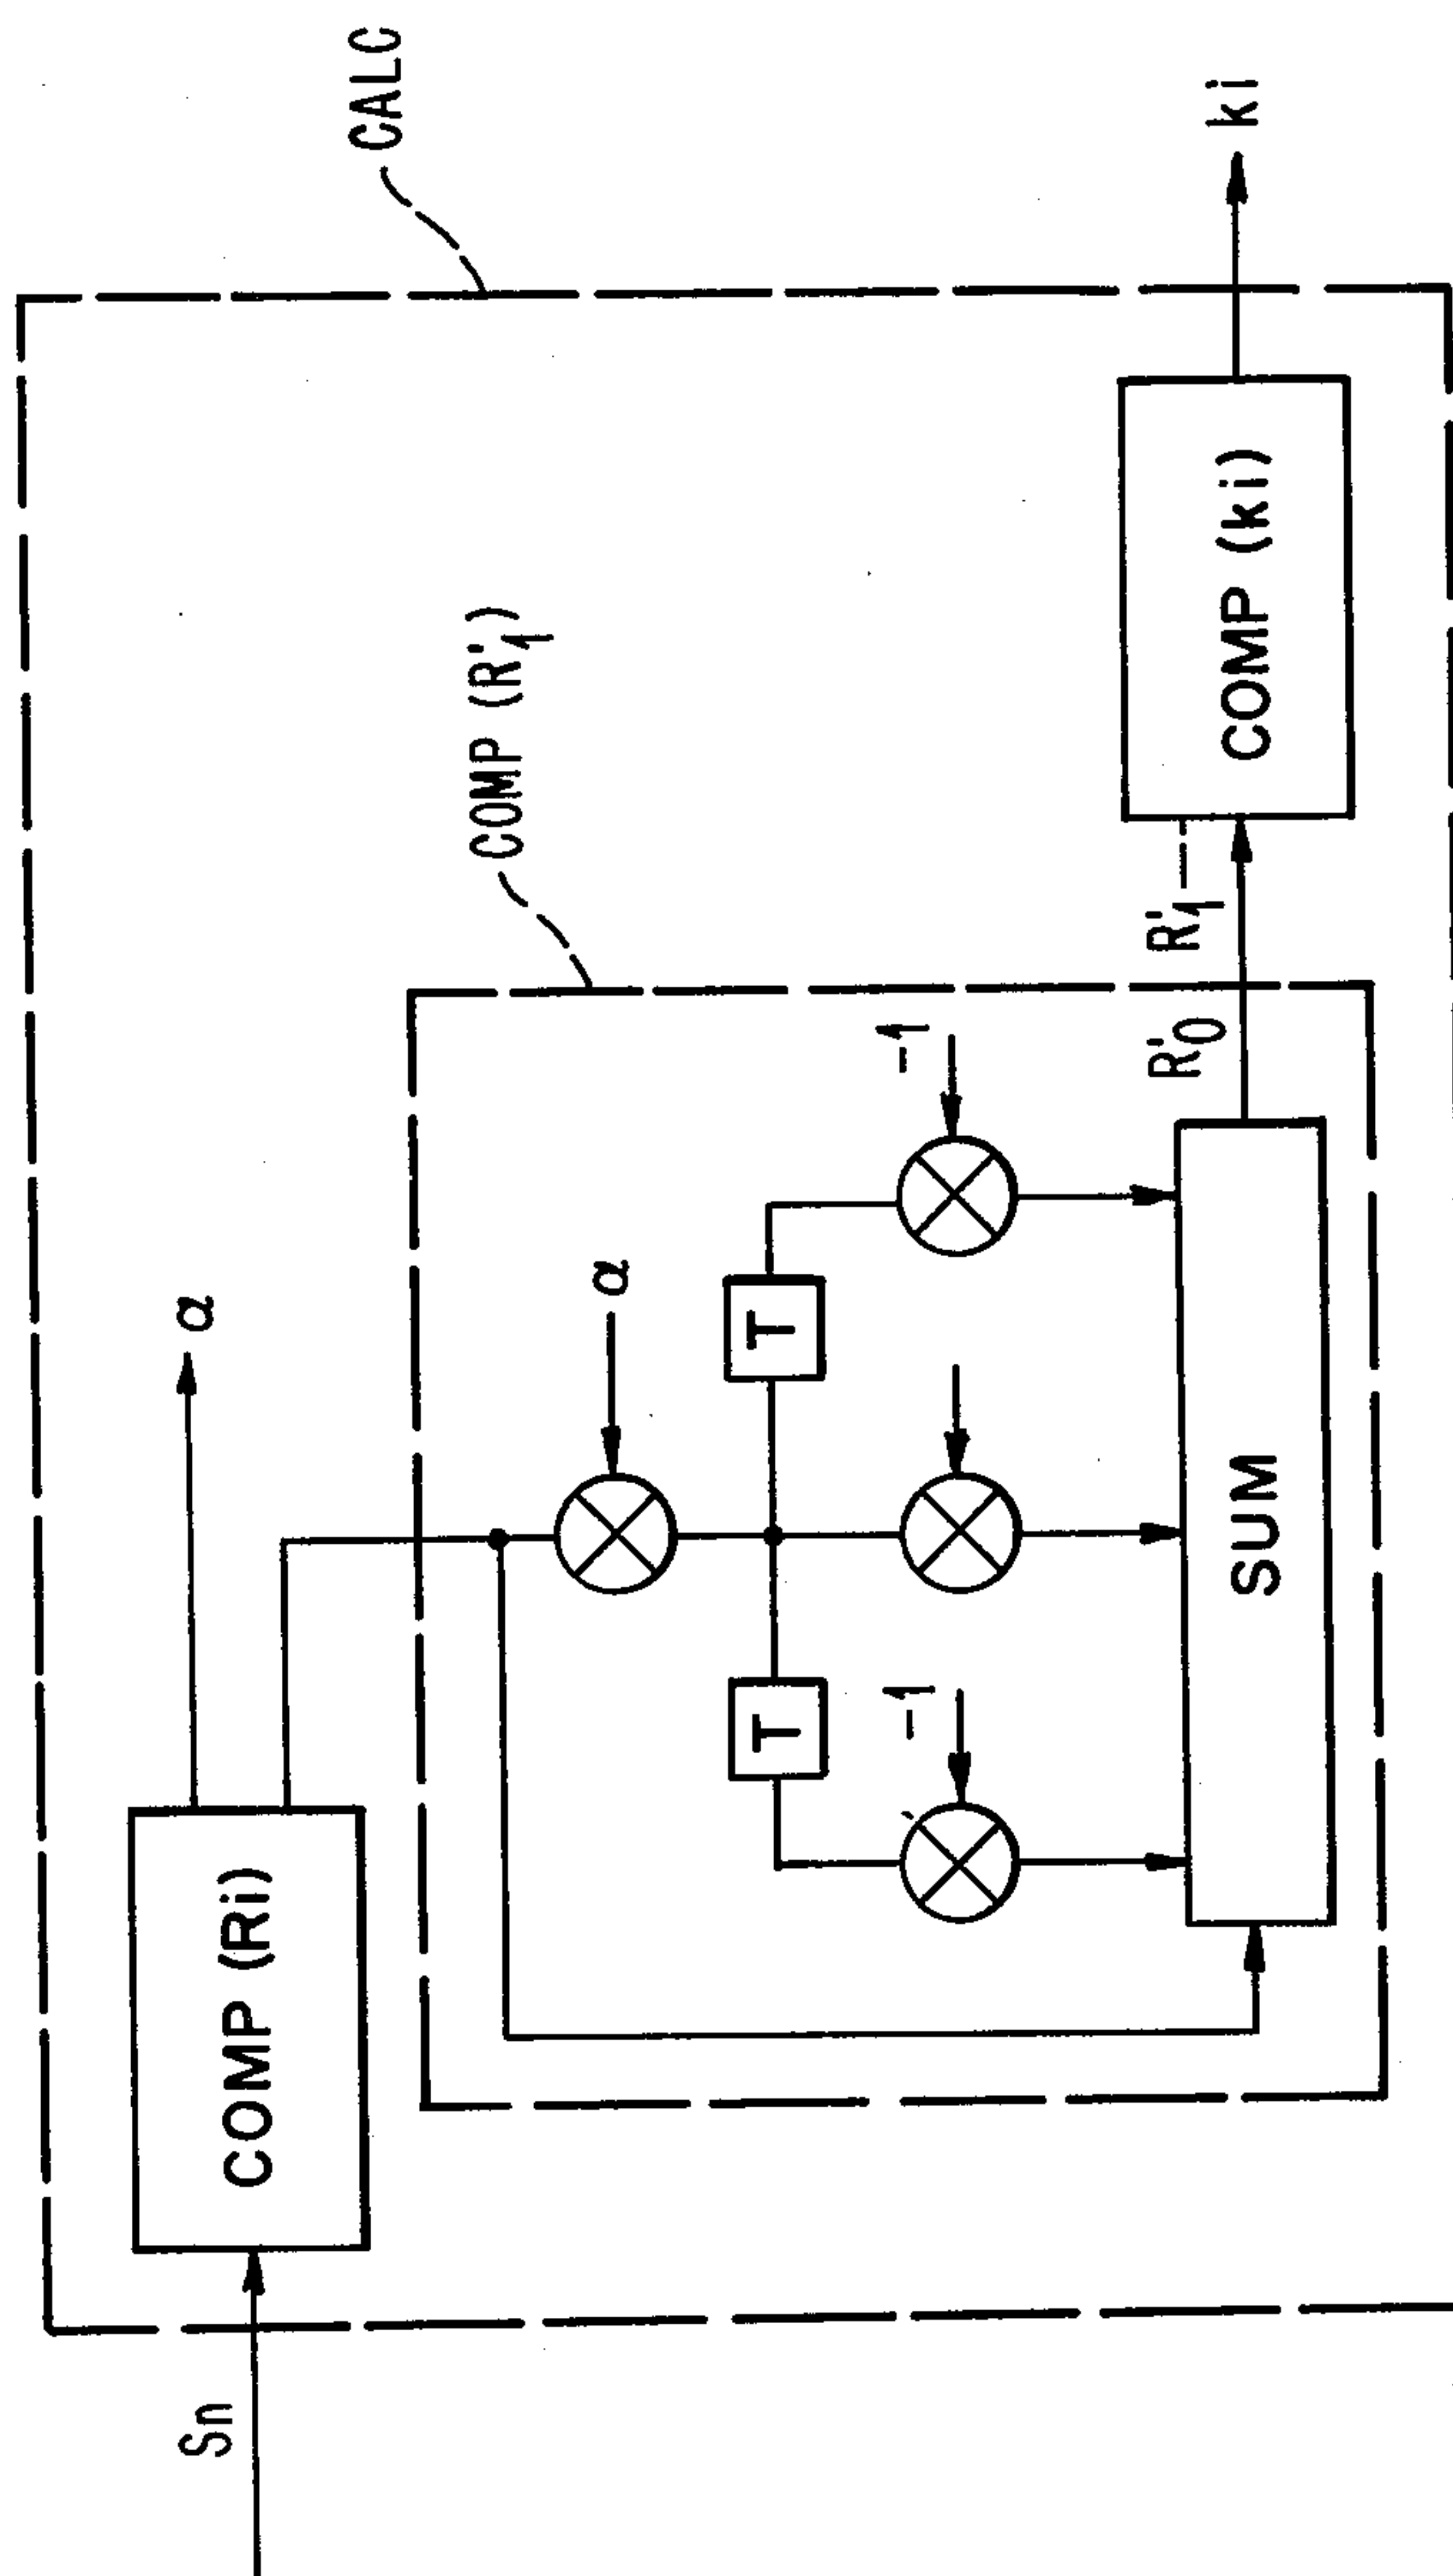 CALC
Sn
COMP (Ri)
α
COMP (R'1)
α
T
T
-1
-1
SUM
R'0
R'1 ---
COMP (ki)
ki